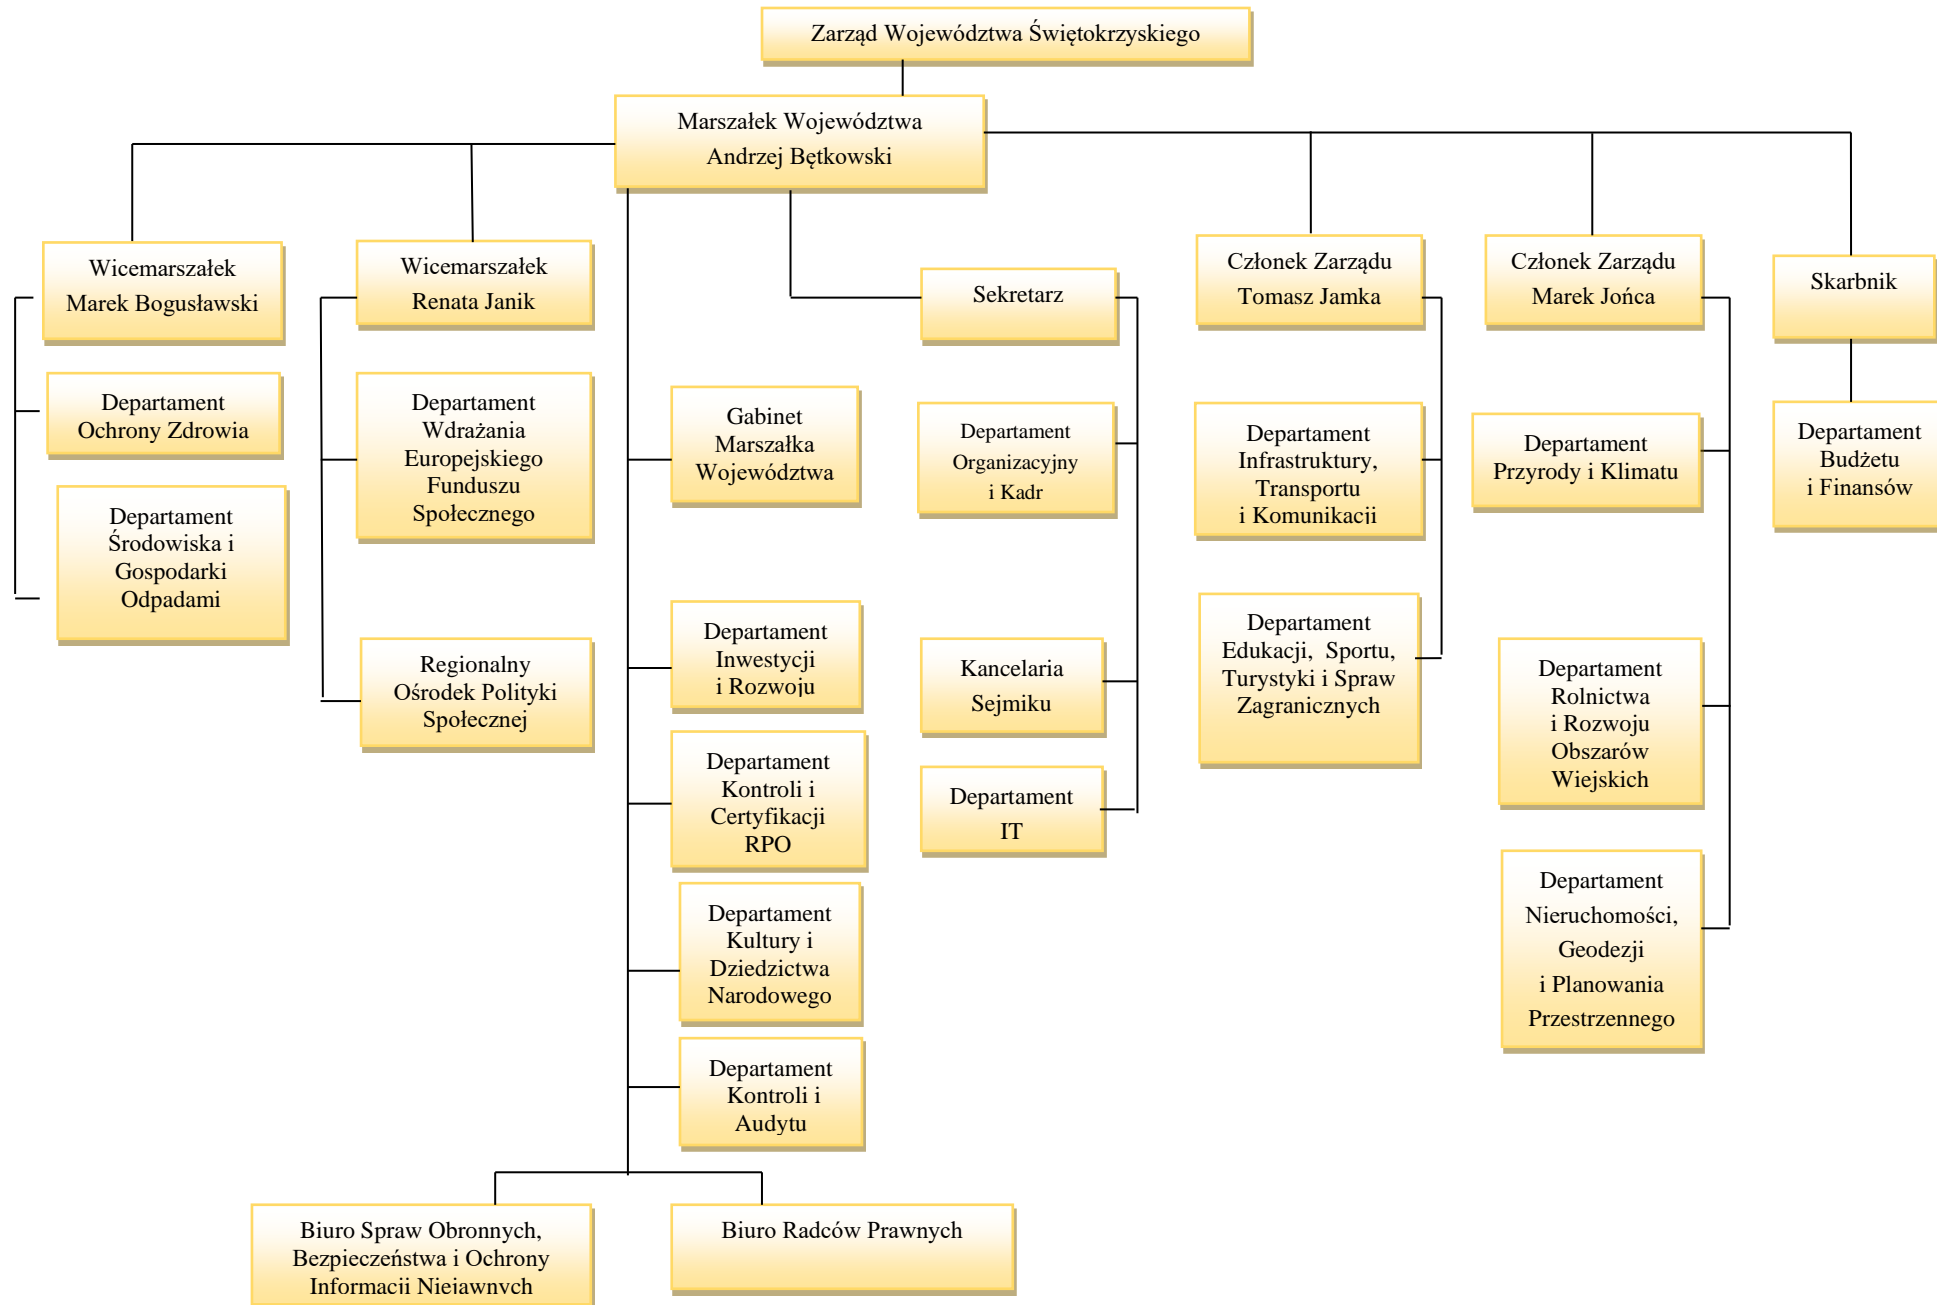 Zarząd Województwa Świętokrzyskiego
Marszałek Województwa
Andrzej Bętkowski
Wicemarszałek
Marek Bogusławski
Wicemarszałek
Renata Janik
Sekretarz
Członek Zarządu
Tomasz Jamka
Członek Zarządu
Marek Jońca
Skarbnik
Departament
Ochrony Zdrowia
Departament
Środowiska i
Gospodarki
Odpadami
Departament
Wdrażania
Europejskiego
Funduszu
Społecznego
Regionalny
Ośrodek Polityki
Społecznej
Gabinet
Marszałka
Województwa
Departament
Inwestycji
i Rozwoju
Departament
Kontroli i
Certyfikacji
RPO
Departament
Kultury i
Dziedzictwa
Narodowego
Departament
Kontroli i
Audytu
Departament
Organizacyjny
i Kadr
Kancelaria
Sejmiku
Departament
IT
Departament
Infrastruktury,
Transportu
i Komunikacji
Departament
Edukacji, Sportu,
Turystyki i Spraw
Zagranicznych
Departament
Przyrody i Klimatu
Departament
Rolnictwa
i Rozwoju
Obszarów
Wiejskich
Departament
Nieruchomości,
Geodezji
i Planowania
Przestrzennego
Departament
Budżetu
i Finansów
Biuro Spraw Obronnych,
Bezpieczeństwa i Ochrony
Informacji Niejawnych
Biuro Radców Prawnych